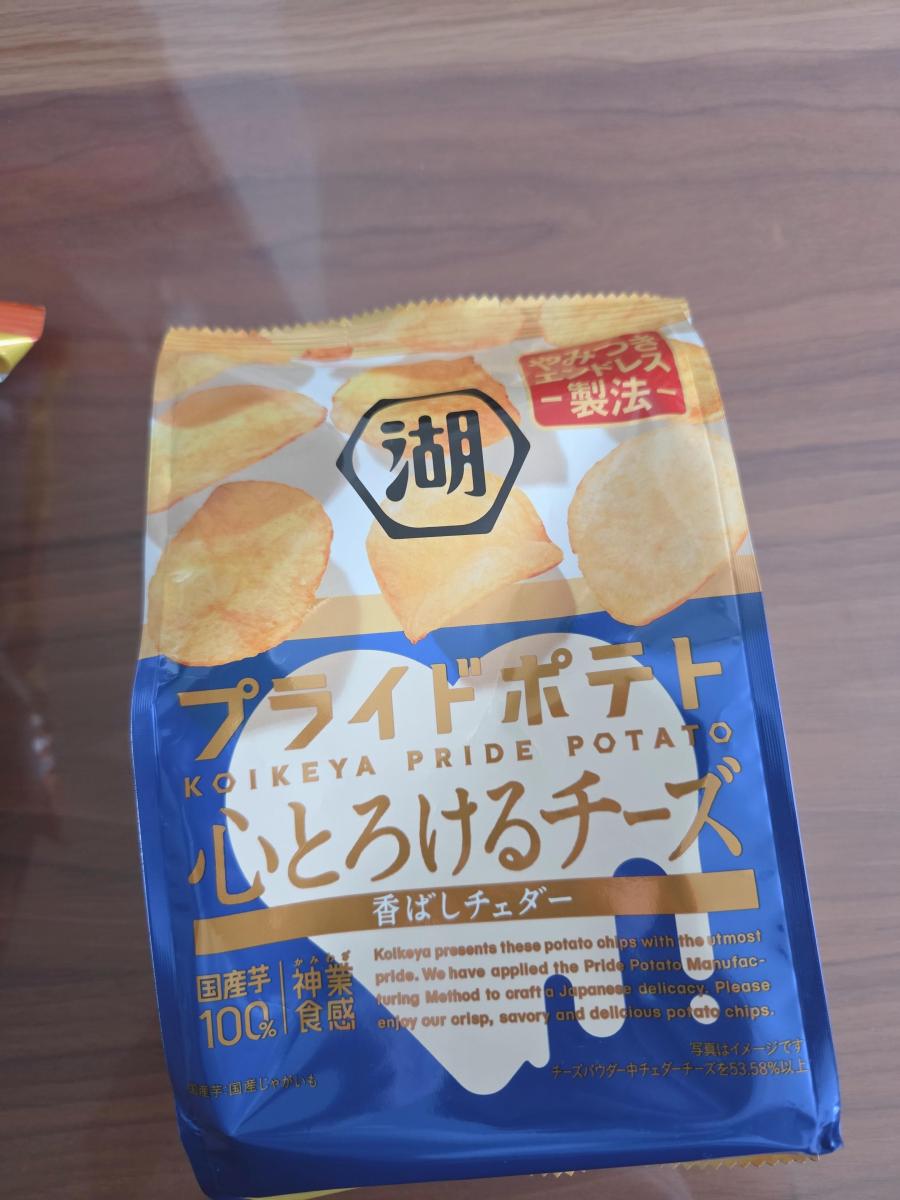 やみつき
エンドレス
-製法-
湖
プライドポテト
KOIKEYA PRIDE POTATO
心とろけるチーズ
香ばしチェダー
Koikeya presents these potato chips with the utmost
pride. We have applied the Pride Potato Manufac-
turing Method to craft a Japanese delicacy. Please
enjoy our crisp, savory and delicious potato chips.
国産芋
100%
かみわざ
神業
食感
写真はイメージです
チーズパウダー中チェダーチーズを53.58%以上
国産芋:国産じゃがいも